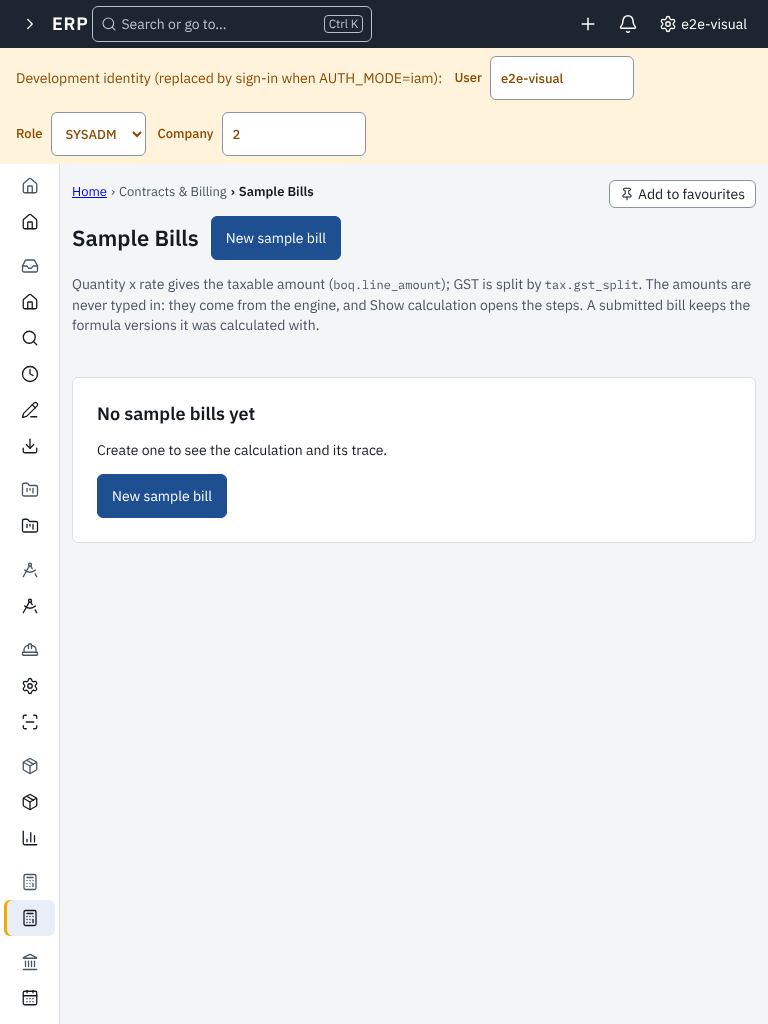 ERP
Search or go to...
Ctrl K
e2e-visual
Development identity (replaced by sign-in when AUTH_MODE=iam):
User
e2e-visual
Role
SYSADM
Company
2
Home › Contracts & Billing › Sample Bills
Add to favourites
Sample Bills
New sample bill
Quantity x rate gives the taxable amount (boq.line_amount); GST is split by tax.gst_split. The amounts are
never typed in: they come from the engine, and Show calculation opens the steps. A submitted bill keeps the
formula versions it was calculated with.
No sample bills yet
Create one to see the calculation and its trace.
New sample bill